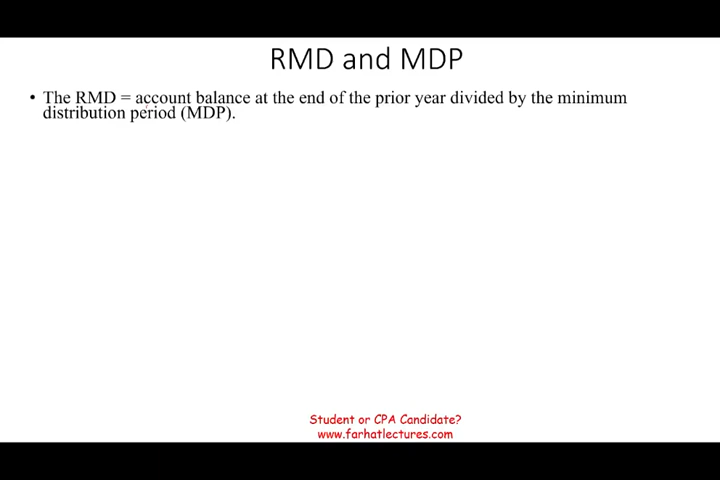 RMD and MDP
• The RMD = account balance at the end of the prior year divided by the minimum
distribution period (MDP).
Student or CPA Candidate?
www.farhatlectures.com